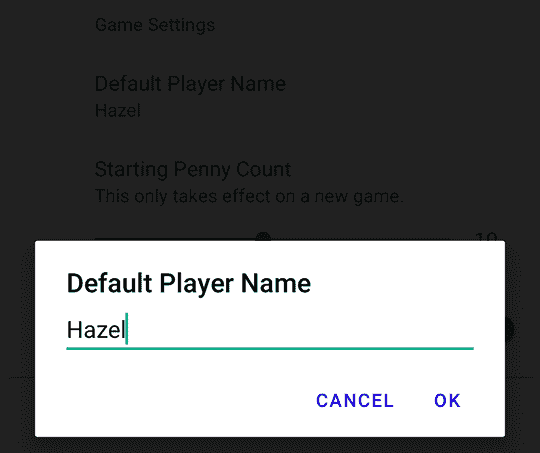 Game Settings
Default Player Name
Hazel
Starting Penny Count
This only takes effect on a new game.
10
Default Player Name
Hazel
CANCEL OK